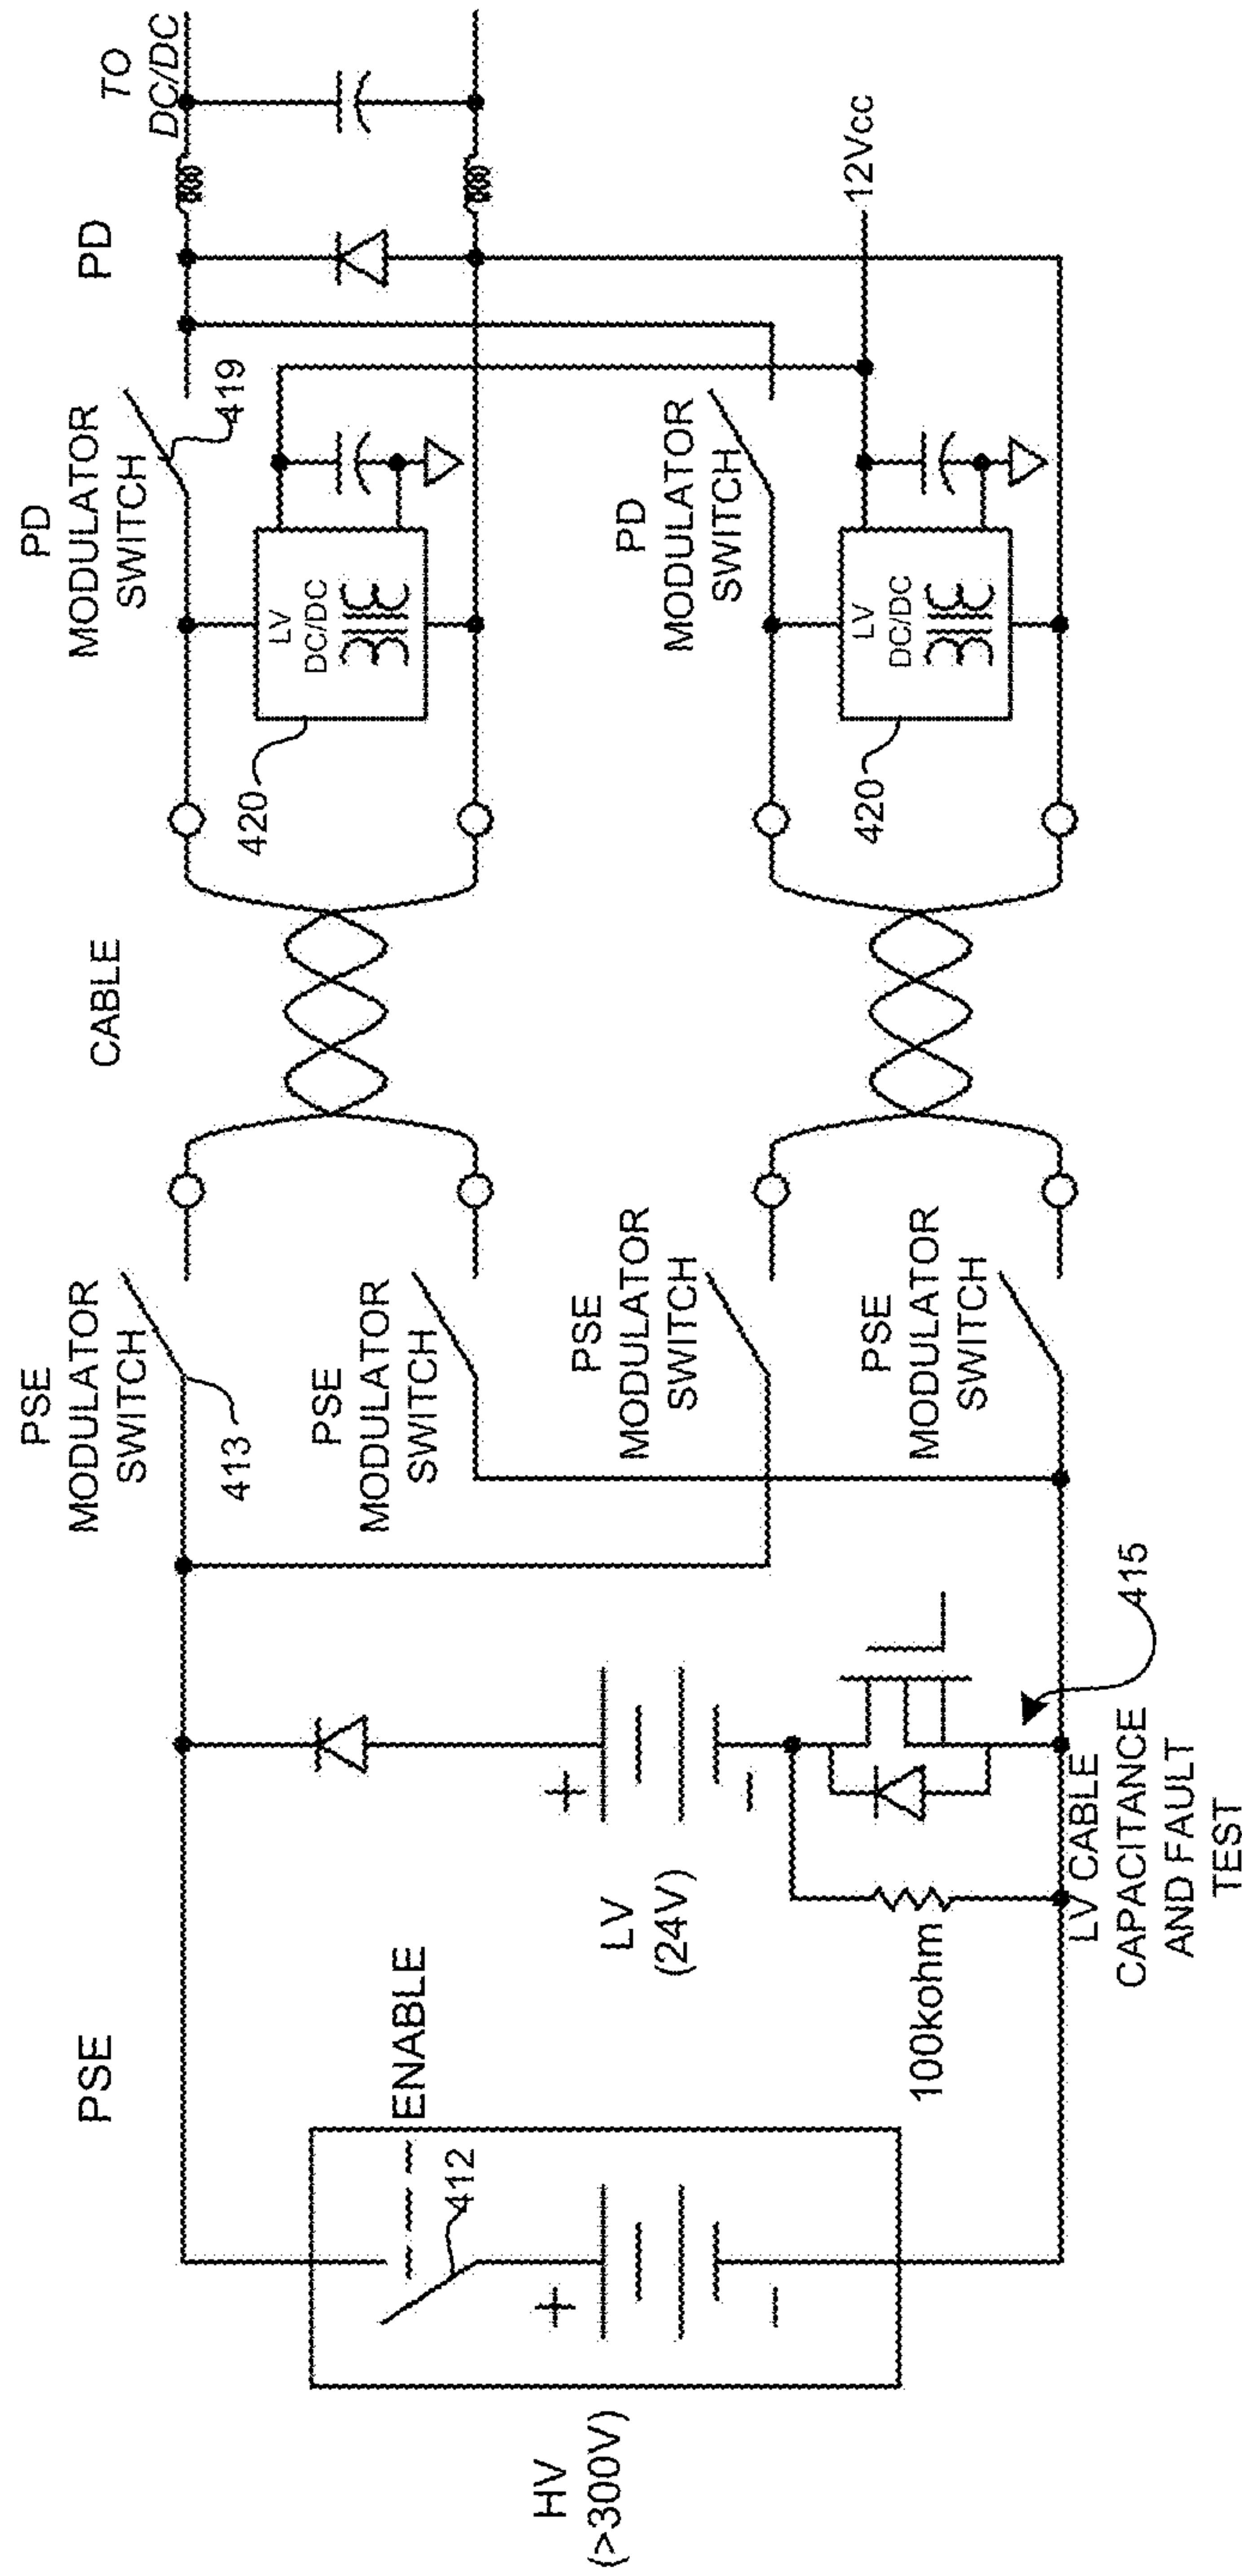 PSE
HV
(>300V)
ENABLE
412
+
−
LV
(24V)
+
−
100kohm
LV CABLE
CAPACITANCE
AND FAULT
TEST
415
PSE
MODULATOR
SWITCH
413
PSE
MODULATOR
SWITCH
PSE
MODULATOR
SWITCH
PSE
MODULATOR
SWITCH
CABLE
PD
MODULATOR
SWITCH
419
420
LV
DC/DC
PD
MODULATOR
SWITCH
420
LV
DC/DC
PD
TO
DC/DC
12Vcc